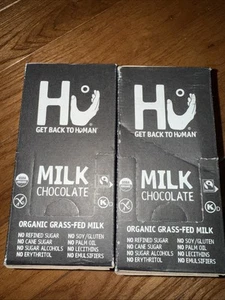 HU
GET BACK TO HUMAN
MILK
CHOCOLATE
ORGANIC GRASS-FED MILK
NO REFINED SUGAR NO SOY/GLUTEN
NO CANE SUGAR NO PALM OIL
NO SUGAR ALCOHOLS NO LECITHINS
NO ERYTHRITOL NO EMULSIFIERS
HU
GET BACK TO HUMAN
MILK
CHOCOLATE
ORGANIC GRASS-FED MILK
NO REFINED SUGAR NO SOY/GLUTEN
NO CANE SUGAR NO PALM OIL
NO SUGAR ALCOHOLS NO LECITHINS
NO ERYTHRITOL NO EMULSIFIERS